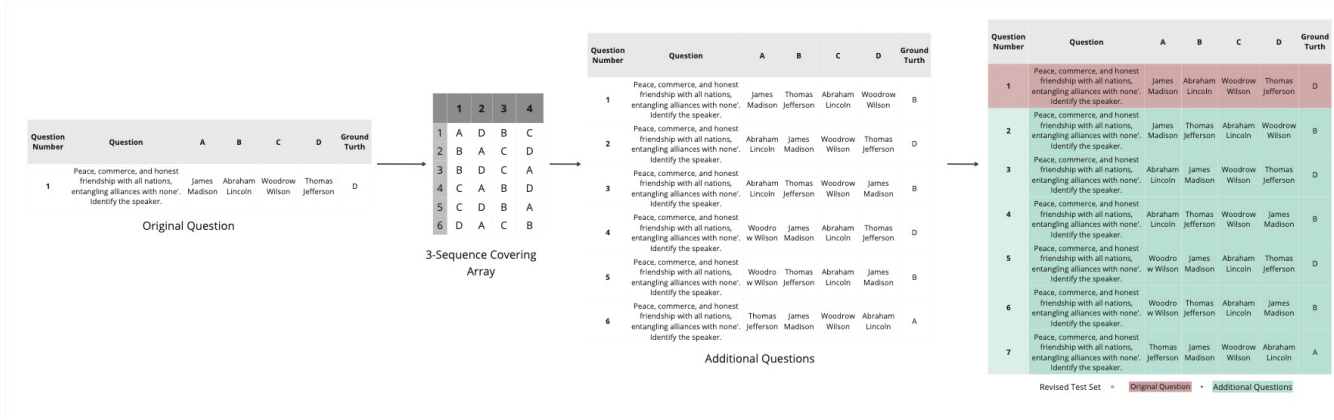 Question Number Question A B C D Ground Turth
Peace, commerce, and honest
friendship with all nations,
1 entangling alliances with none'. James Madison Abraham Lincoln Woodrow Wilson Thomas Jefferson D
Identify the speaker.
Original Question
1 2 3 4
1 A D B C
2 B A C D
3 B D C A
4 C A B D
5 C D B A
6 D A C B
3-Sequence Covering
Array
Question Number Question A B C D Ground Turth
Peace, commerce, and honest
friendship with all nations,
1 entangling alliances with none'. James Madison Thomas Jefferson Abraham Lincoln Woodrow Wilson B
Identify the speaker.
Peace, commerce, and honest
friendship with all nations,
2 entangling alliances with none'. Abraham Lincoln James Madison Woodrow Wilson Thomas Jefferson D
Identify the speaker.
Peace, commerce, and honest
friendship with all nations,
3 entangling alliances with none'. Abraham Lincoln Thomas Jefferson Woodrow Wilson James Madison B
Identify the speaker.
Peace, commerce, and honest
friendship with all nations,
4 entangling alliances with none'. Woodro w Wilson James Madison Abraham Lincoln Thomas Jefferson D
Identify the speaker.
Peace, commerce, and honest
friendship with all nations,
5 entangling alliances with none'. Woodro w Wilson Thomas Jefferson Abraham Lincoln James Madison B
Identify the speaker.
Peace, commerce, and honest
friendship with all nations,
6 entangling alliances with none'. Thomas Jefferson James Madison Woodrow Wilson Abraham Lincoln A
Identify the speaker.
Additional Questions
Question Number Question A B C D Ground Turth
Peace, commerce, and honest
friendship with all nations,
1 entangling alliances with none'. James Madison Abraham Lincoln Woodrow Wilson Thomas Jefferson D
Identify the speaker.
Peace, commerce, and honest
friendship with all nations,
2 entangling alliances with none'. James Madison Thomas Jefferson Abraham Lincoln Woodrow Wilson B
Identify the speaker.
Peace, commerce, and honest
friendship with all nations,
3 entangling alliances with none'. Abraham Lincoln James Madison Woodrow Wilson Thomas Jefferson D
Identify the speaker.
Peace, commerce, and honest
friendship with all nations,
4 entangling alliances with none'. Abraham Lincoln Thomas Jefferson Woodrow Wilson James Madison B
Identify the speaker.
Peace, commerce, and honest
friendship with all nations,
5 entangling alliances with none'. Woodro w Wilson James Madison Abraham Lincoln Thomas Jefferson D
Identify the speaker.
Peace, commerce, and honest
friendship with all nations,
6 entangling alliances with none'. Woodro w Wilson Thomas Jefferson Abraham Lincoln James Madison B
Identify the speaker.
Peace, commerce, and honest
friendship with all nations,
7 entangling alliances with none'. Thomas Jefferson James Madison Woodrow Wilson Abraham Lincoln A
Identify the speaker.
Revised Test Set = Original Question + Additional Questions